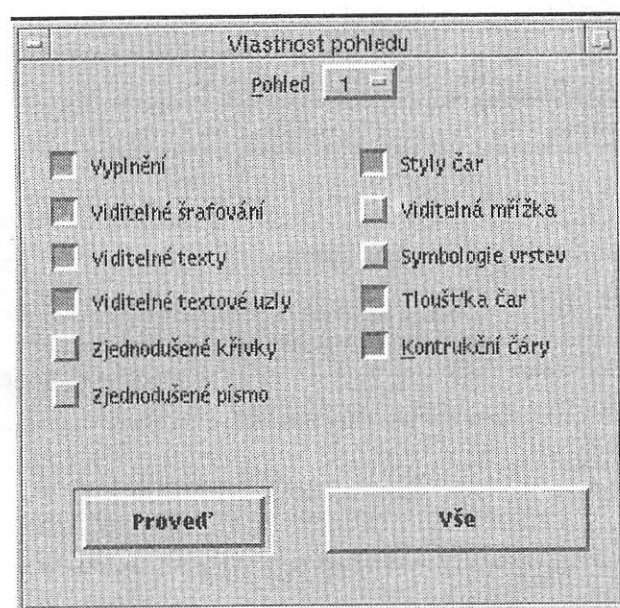 Vlastnost pohledu
Pohled 1
Vyplnění
Viditelné šrafování
Viditelné texty
Viditelné textové uzly
Zjednodušené křivky
Zjednodušené písmo
Styly čar
Viditelná mřížka
Symbologie vrstev
Tloušťka čar
Kontrukční čáry
Proveď
Vše